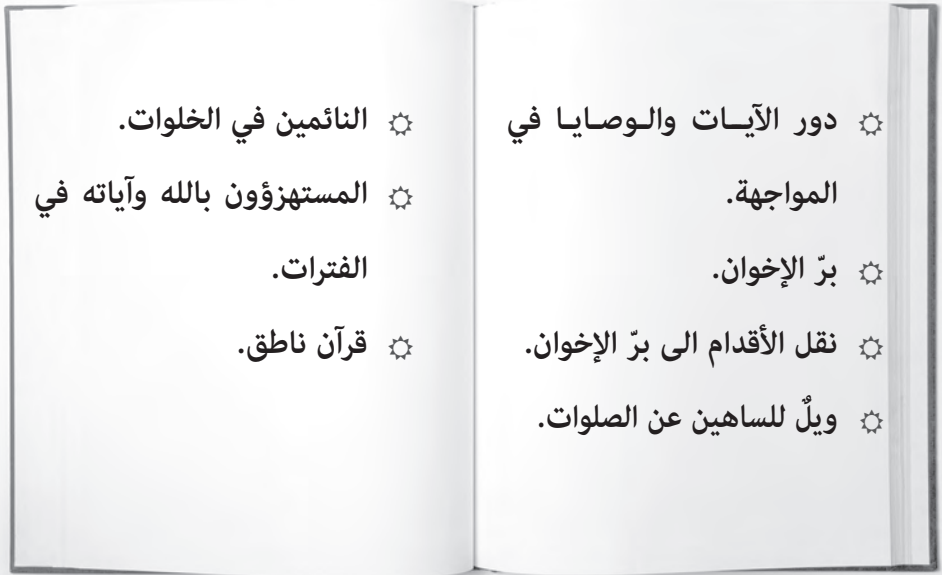 دور الآيات والوصايا في
المواجهة.
برّ الإخوان.
نقل الأقدام الى برّ الإخوان.
ويلٌ للساهين عن الصلوات.
النائمين في الخلوات.
المستهزؤون بالله وآياته في
الفترات.
قرآن ناطق.